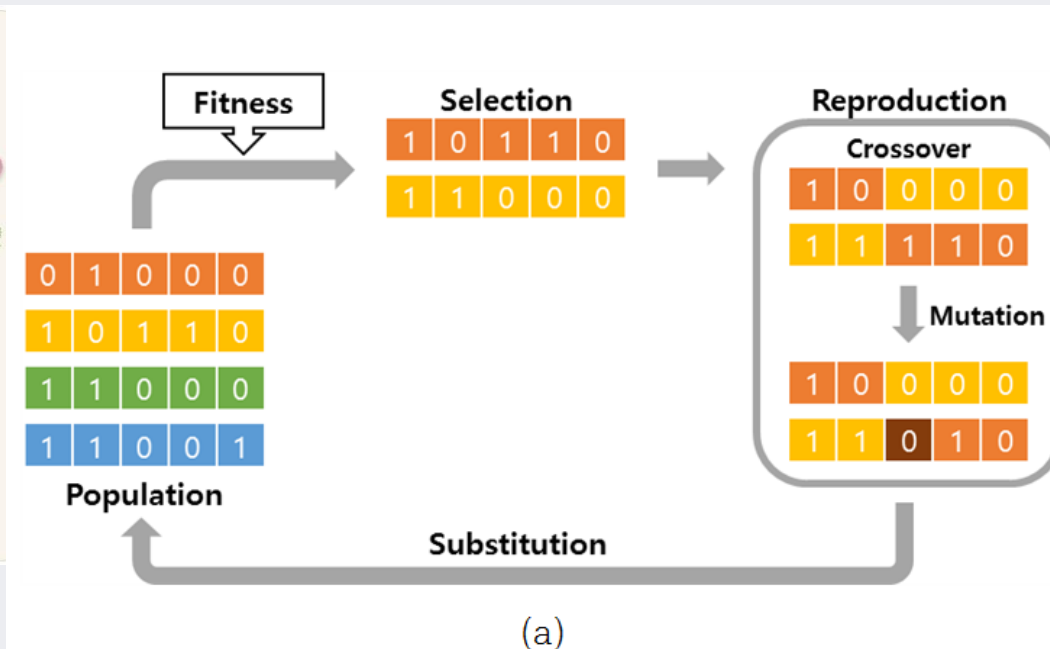 Fitness
Selection
1 0 1 1 0
1 1 0 0 0
Reproduction
Crossover
1 0 0 0 0
1 1 1 1 0
Mutation
1 0 0 0 0
1 1 0 1 0
0 1 0 0 0
1 0 1 1 0
1 1 0 0 0
1 1 0 0 1
Population
Substitution
(a)